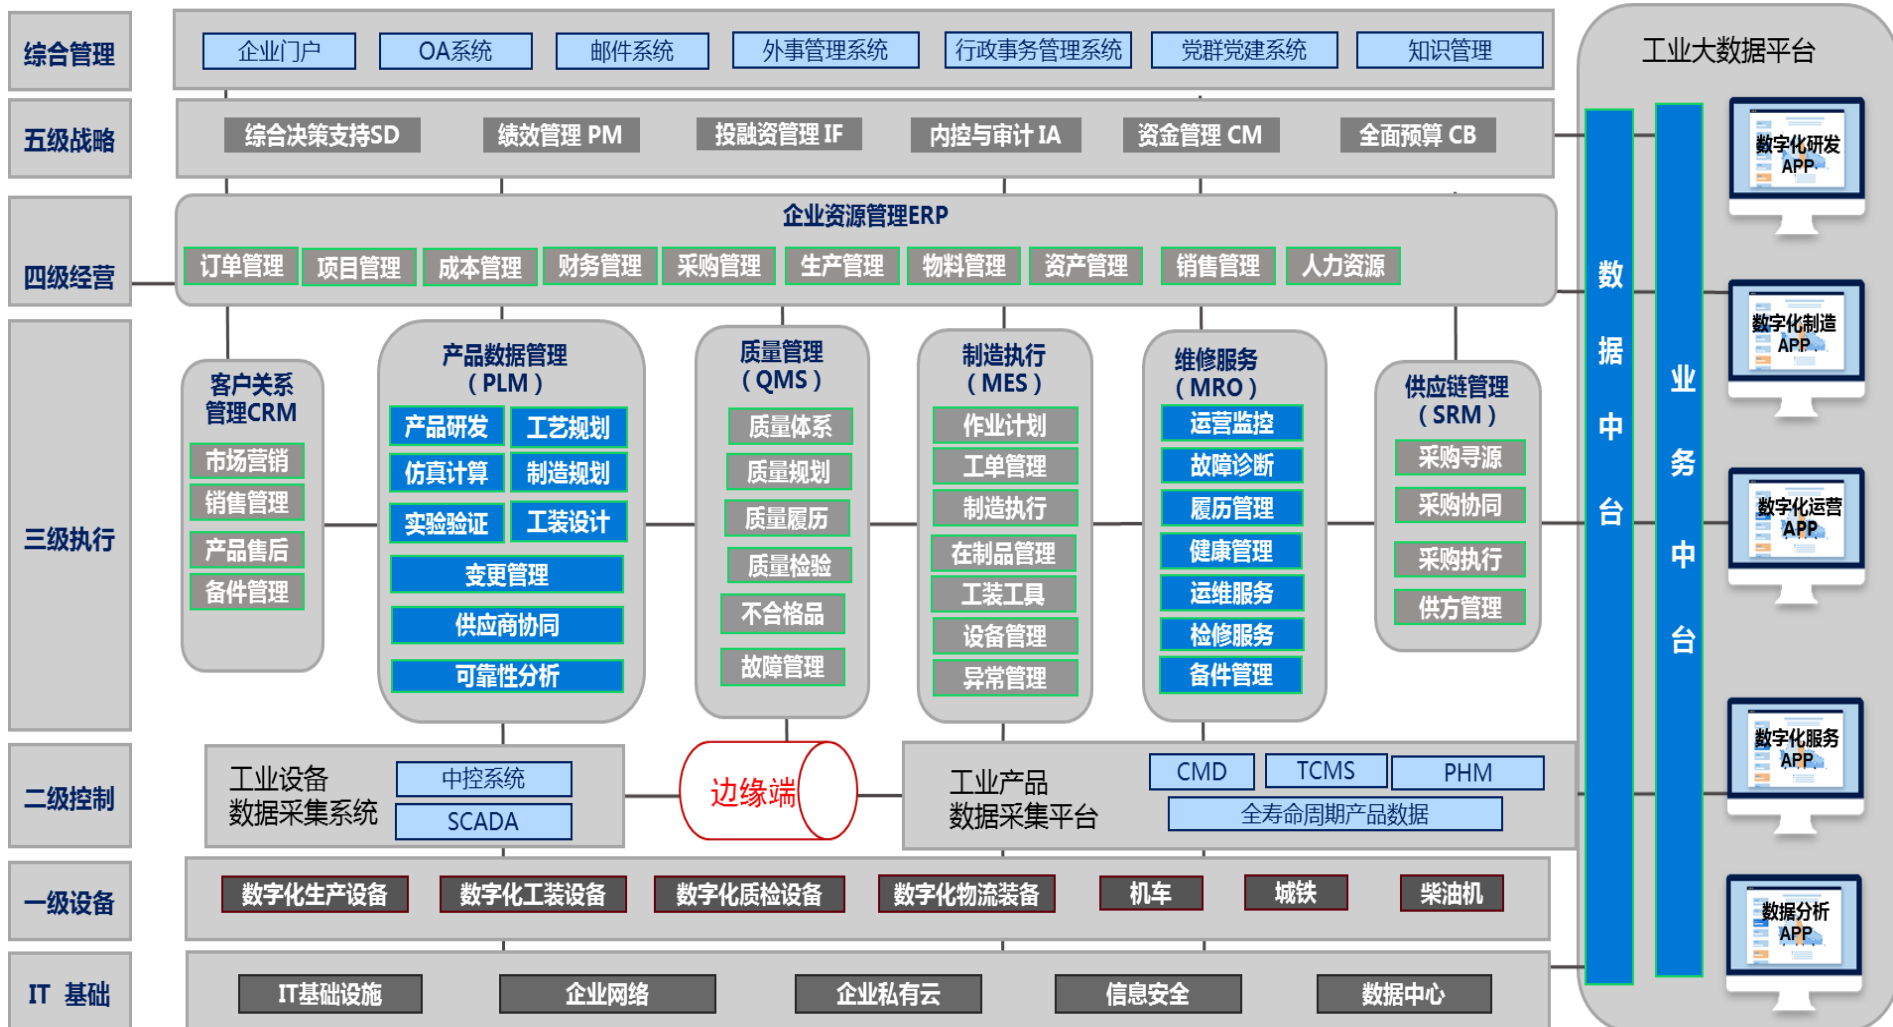 综合管理
企业门户
OA系统
邮件系统
外事管理系统
行政事务管理系统
党群党建系统
知识管理
五级战略
综合决策支持SD
绩效管理 PM
投融资管理 IF
内控与审计 IA
资金管理 CM
全面预算 CB
四级经营
企业资源管理ERP
订单管理
项目管理
成本管理
财务管理
采购管理
生产管理
物料管理
资产管理
销售管理
人力资源
三级执行
客户关系
管理CRM
市场营销
销售管理
产品售后
备件管理
产品数据管理
（PLM）
产品研发
工艺规划
仿真计算
制造规划
实验验证
工装设计
变更管理
供应商协同
可靠性分析
质量管理
（QMS）
质量体系
质量规划
质量履历
质量检验
不合格品
故障管理
制造执行
（MES）
作业计划
工单管理
制造执行
在制品管理
工装工具
设备管理
异常管理
维修服务
（MRO）
运营监控
故障诊断
履历管理
健康管理
运维服务
检修服务
备件管理
供应链管理
（SRM）
采购寻源
采购协同
采购执行
供方管理
二级控制
工业设备
数据采集系统
中控系统
SCADA
边缘端
工业产品
数据采集平台
CMD
TCMS
PHM
全寿命周期产品数据
一级设备
数字化生产设备
数字化工装设备
数字化质检设备
数字化物流装备
机车
城铁
柴油机
IT 基础
IT基础设施
企业网络
企业私有云
信息安全
数据中心
工业大数据平台
数据中台
业务中台
数字化研发
APP
数字化制造
APP
数字化运营
APP
数字化服务
APP
数据分析
APP